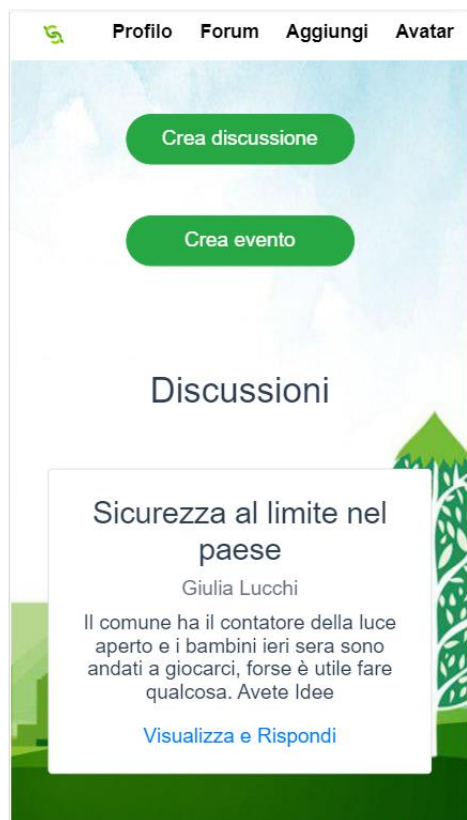 Profilo Forum Aggiungi Avatar
Crea discussione
Crea evento
Discussioni
Sicurezza al limite nel
paese
Giulia Lucchi
Il comune ha il contatore della luce
aperto e i bambini ieri sera sono
andati a giocarci, forse è utile fare
qualcosa. Avete Idee
Visualizza e Rispondi